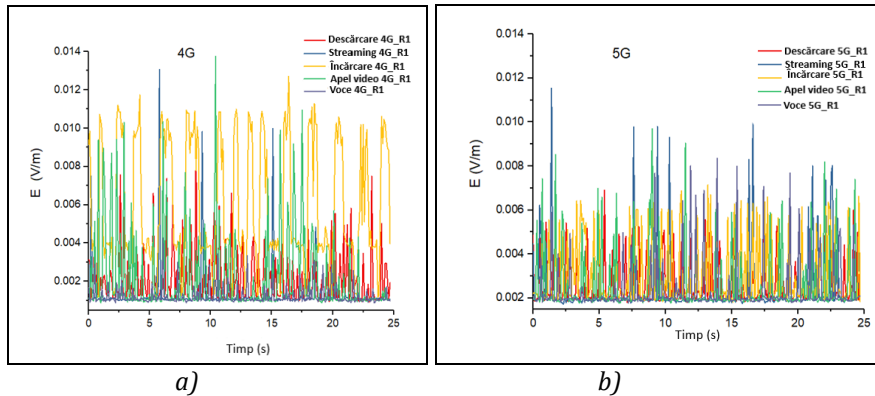 4G
Descărcare 4G_R1
Streaming 4G_R1
Încărcare 4G_R1
Apel video 4G_R1
Voce 4G_R1
E (V/m)
0.014
0.012
0.010
0.008
0.006
0.004
0.002
0 5 10 15 20 25
Timp (s)
a)
5G
Descărcare 5G_R1
Streaming 5G_R1
Încărcare 5G_R1
Apel video 5G_R1
Voce 5G_R1
E (V/m)
0.014
0.012
0.010
0.008
0.006
0.004
0.002
0 5 10 15 20 25
Timp (s)
b)